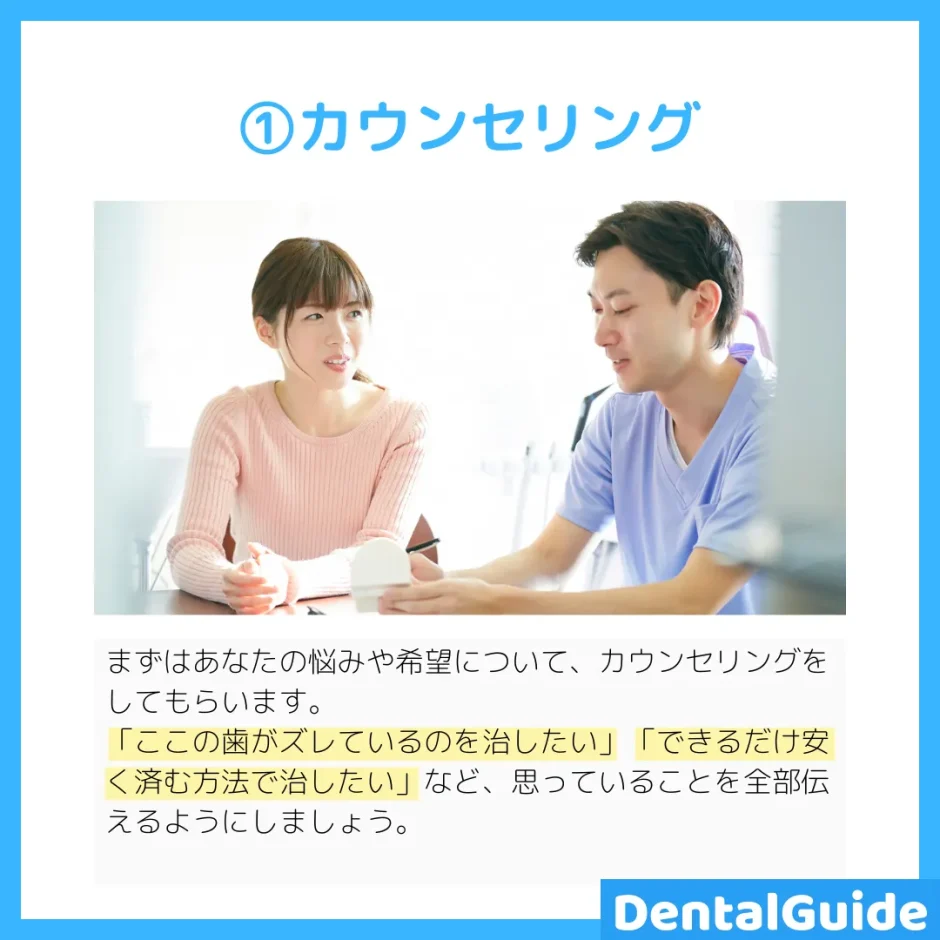 ①カウンセリング
まずはあなたの悩みや希望について、カウンセリングを
してもらいます。
「ここの歯がズレているのを治したい」「できるだけ安
く済む方法で治したい」など、思っていることを全部伝
えるようにしましょう。
DentalGuide